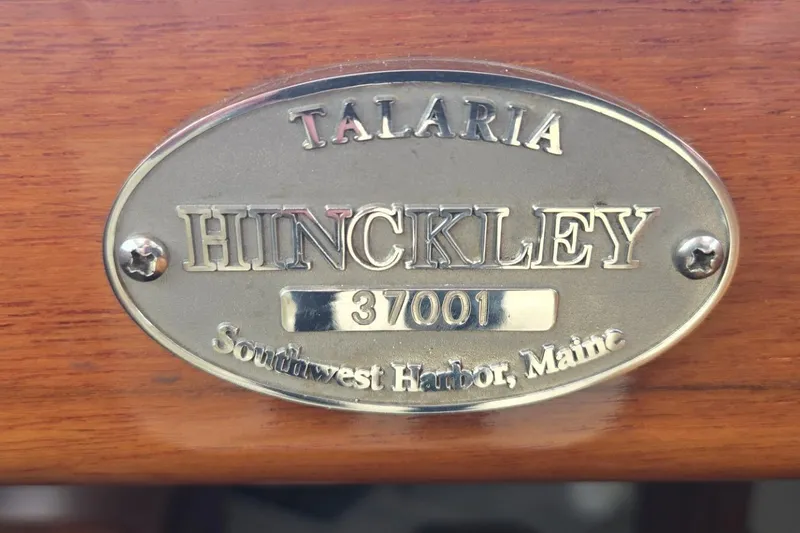 TALARIA
HINCKLEY
37001
Southwest Harbor, Maine